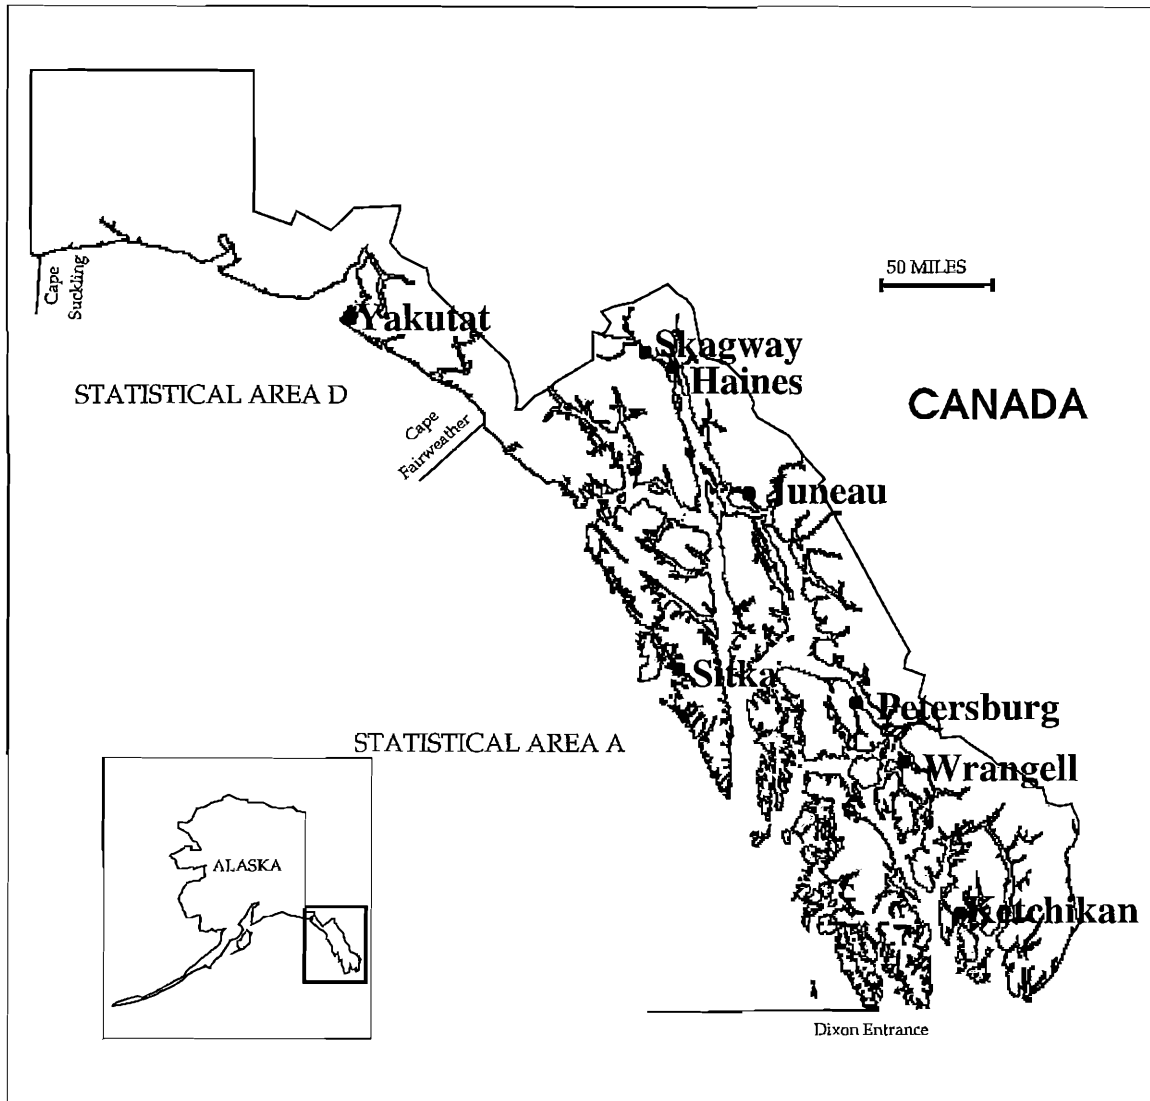 50 MILES
Cape
Suckling
Yakutat
Skagway
Haines
STATISTICAL AREA D
CANADA
Cape
Fairweather
Juneau
Sitka
Petersburg
STATISTICAL AREA A
Wrangell
ALASKA
Ketchikan
Dixon Entrance